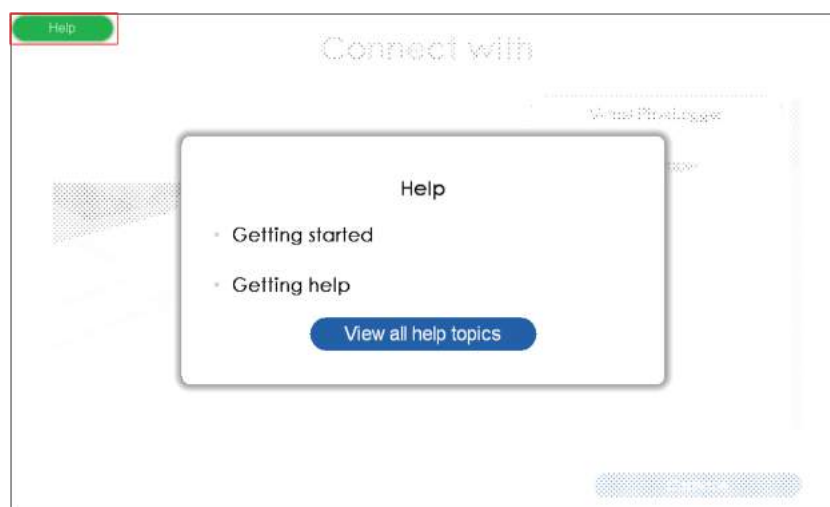 Help
Connect with
Help
Getting started
Getting help
View all help topics